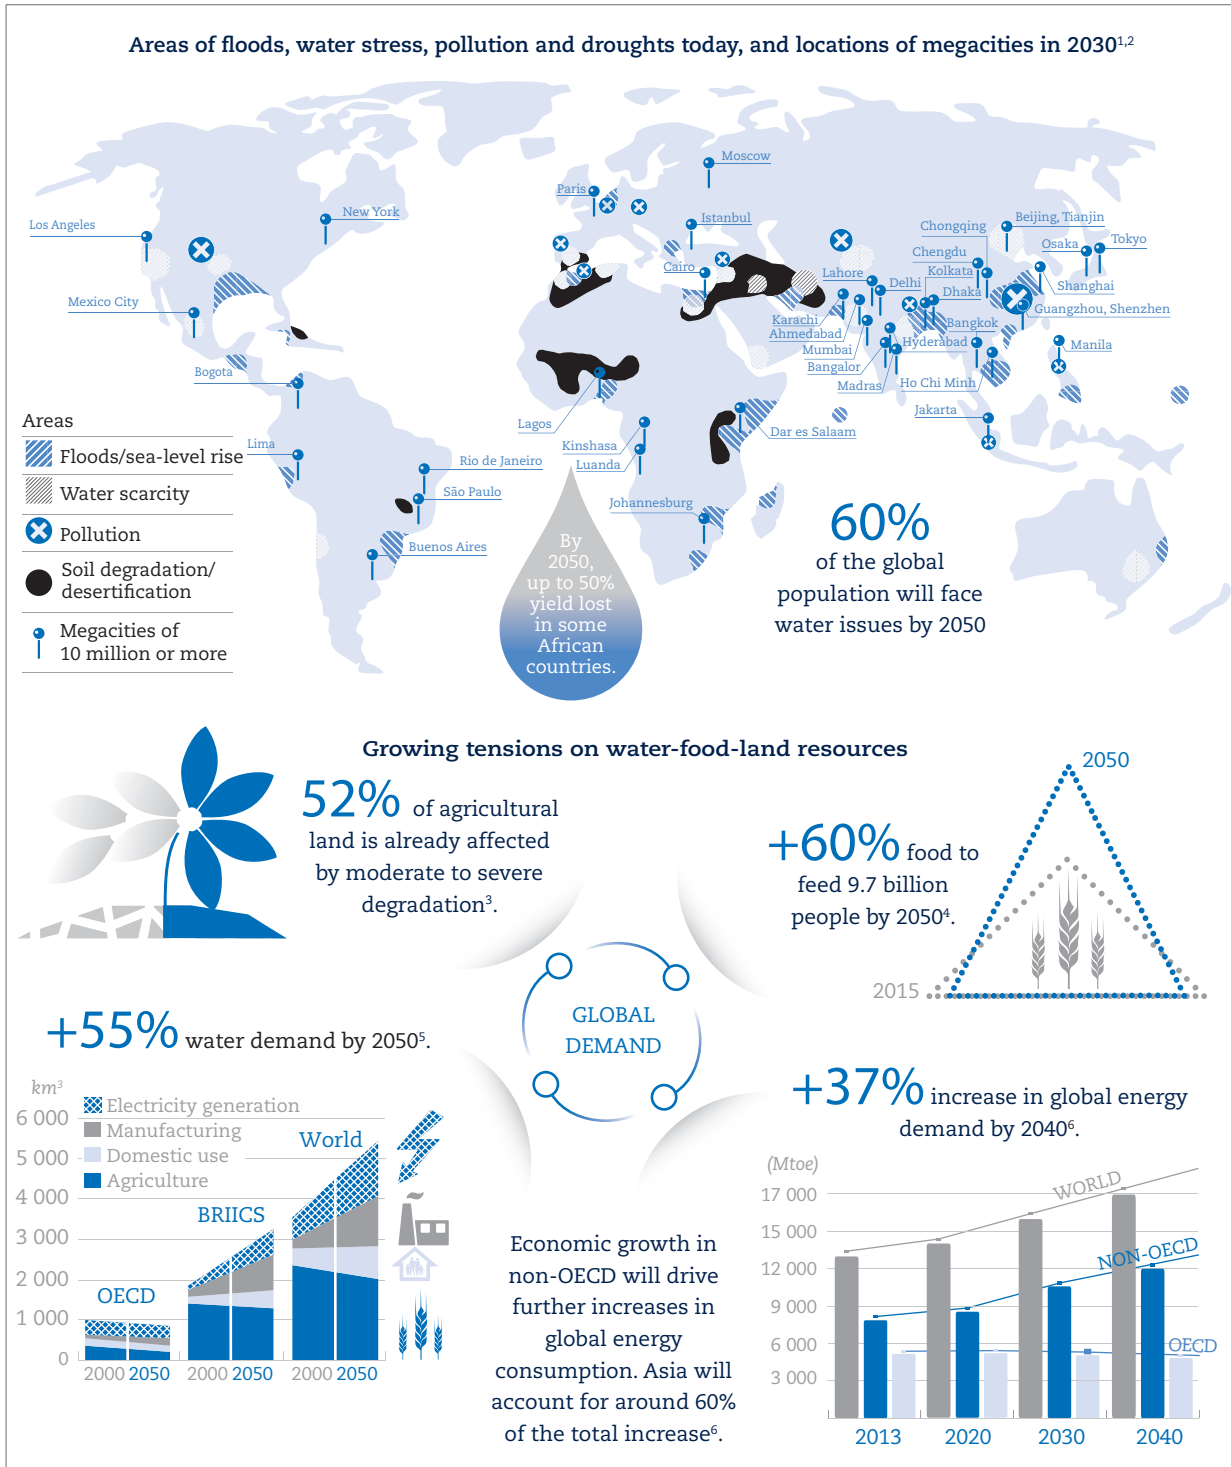 Areas of floods, water stress, pollution and droughts today, and locations of megacities in 2030¹,²
Moscow
Paris
New York
Los Angeles
Istanbul
Chongqing
Beijing, Tianjin
Osaka
Tokyo
Chengdu
Cairo
Lahore
Kolkata
Delhi
Dhaka
Shanghai
Mexico City
Guangzhou, Shenzhen
Karachi
Ahmedabad
Bangkok
Mumbai
Hyderabad
Manila
Bangalor
Madras
Ho Chi Minh
Bogota
Jakarta
Lagos
Dar es Salaam
Kinshasa
Luanda
Lima
Rio de Janeiro
São Paulo
Johannesburg
Buenos Aires
Areas
Floods/sea-level rise
Water scarcity
Pollution
Soil degradation/
desertification
Megacities of
10 million or more
By
2050,
up to 50%
yield lost
in some
African
countries.
60%
of the global
population will face
water issues by 2050
Growing tensions on water-food-land resources
52% of agricultural
land is already affected
by moderate to severe
degradation³.
+60% food to
feed 9.7 billion
people by 2050⁴.
2050
2015
GLOBAL
DEMAND
+55% water demand by 2050⁵.
km³
6 000
5 000
4 000
3 000
2 000
1 000
0
Electricity generation
Manufacturing
Domestic use
Agriculture
OECD
BRIICS
World
2000 2050
2000 2050
2000 2050
Economic growth in
non-OECD will drive
further increases in
global energy
consumption. Asia will
account for around 60%
of the total increase⁶.
+37% increase in global energy
demand by 2040⁶.
(Mtoe)
17 000
15 000
12 000
9 000
6 000
3 000
WORLD
NON-OECD
OECD
2013
2020
2030
2040